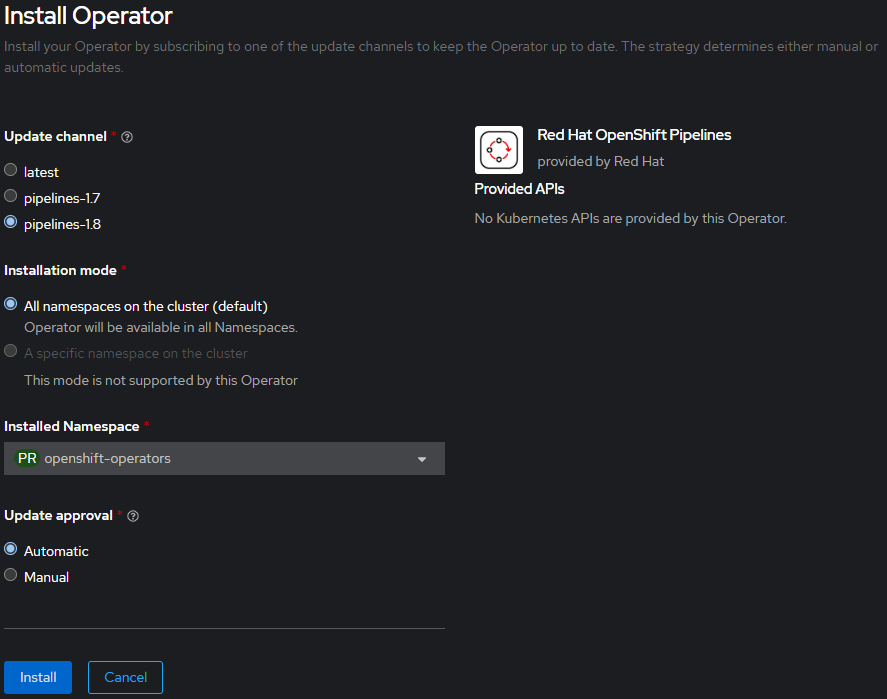 Install Operator
Install your Operator by subscribing to one of the update channels to keep the Operator up to date. The strategy determines either manual or
automatic updates.
Update channel *
latest
pipelines-1.7
pipelines-1.8
Installation mode *
All namespaces on the cluster (default)
Operator will be available in all Namespaces.
A specific namespace on the cluster
This mode is not supported by this Operator
Installed Namespace *
PR openshift-operators
Update approval *
Automatic
Manual
Install Cancel
Red Hat OpenShift Pipelines
provided by Red Hat
Provided APIs
No Kubernetes APIs are provided by this Operator.